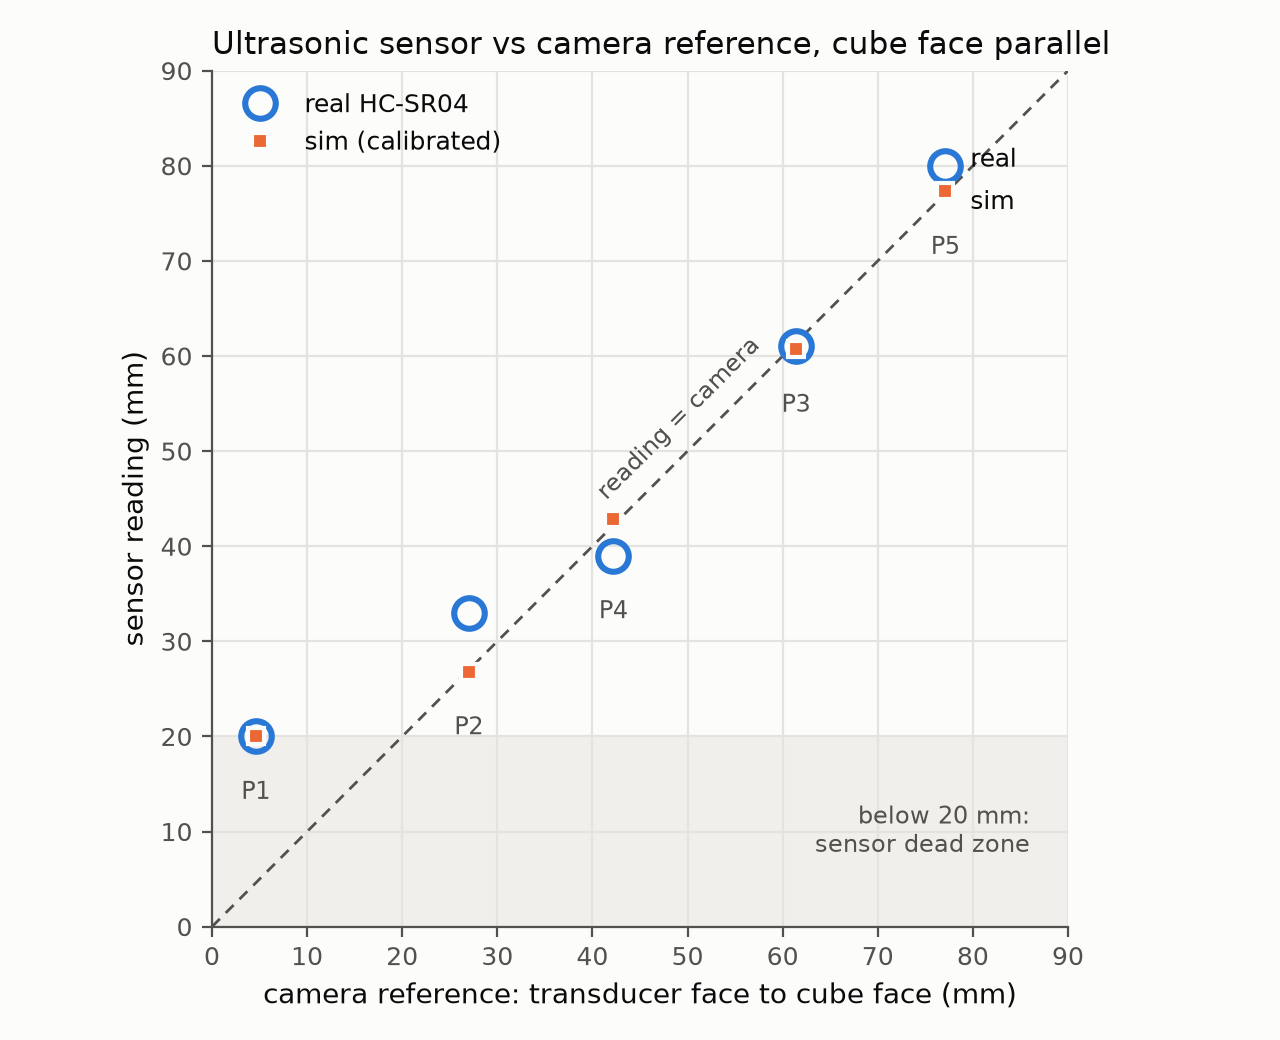 Ultrasonic sensor vs camera reference, cube face parallel
90
80
70
60
50
40
30
20
10
0
sensor reading (mm)
real HC-SR04
sim (calibrated)
real
sim
P5
reading = camera
P3
P4
P2
P1
below 20 mm:
sensor dead zone
0 10 20 30 40 50 60 70 80 90
camera reference: transducer face to cube face (mm)